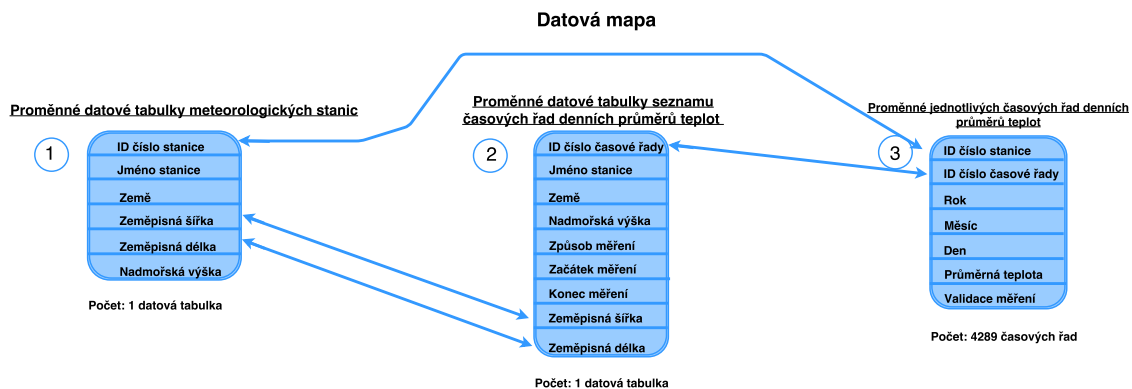 Datová mapa
Proměnné datové tabulky meteorologických stanic
1
ID číslo stanice
Jméno stanice
Země
Zeměpisná šířka
Zeměpisná délka
Nadmořská výška
Počet: 1 datová tabulka
Proměnné datové tabulky seznamu
časových řad denních průměrů teplot
2
ID číslo časové řady
Jméno stanice
Země
Nadmořská výška
Způsob měření
Začátek měření
Konec měření
Zeměpisná šířka
Zeměpisná délka
Počet: 1 datová tabulka
Proměnné jednotlivých časových řad denních
průměrů teplot
3
ID číslo stanice
ID číslo časové řady
Rok
Měsíc
Den
Průměrná teplota
Validace měření
Počet: 4289 časových řad